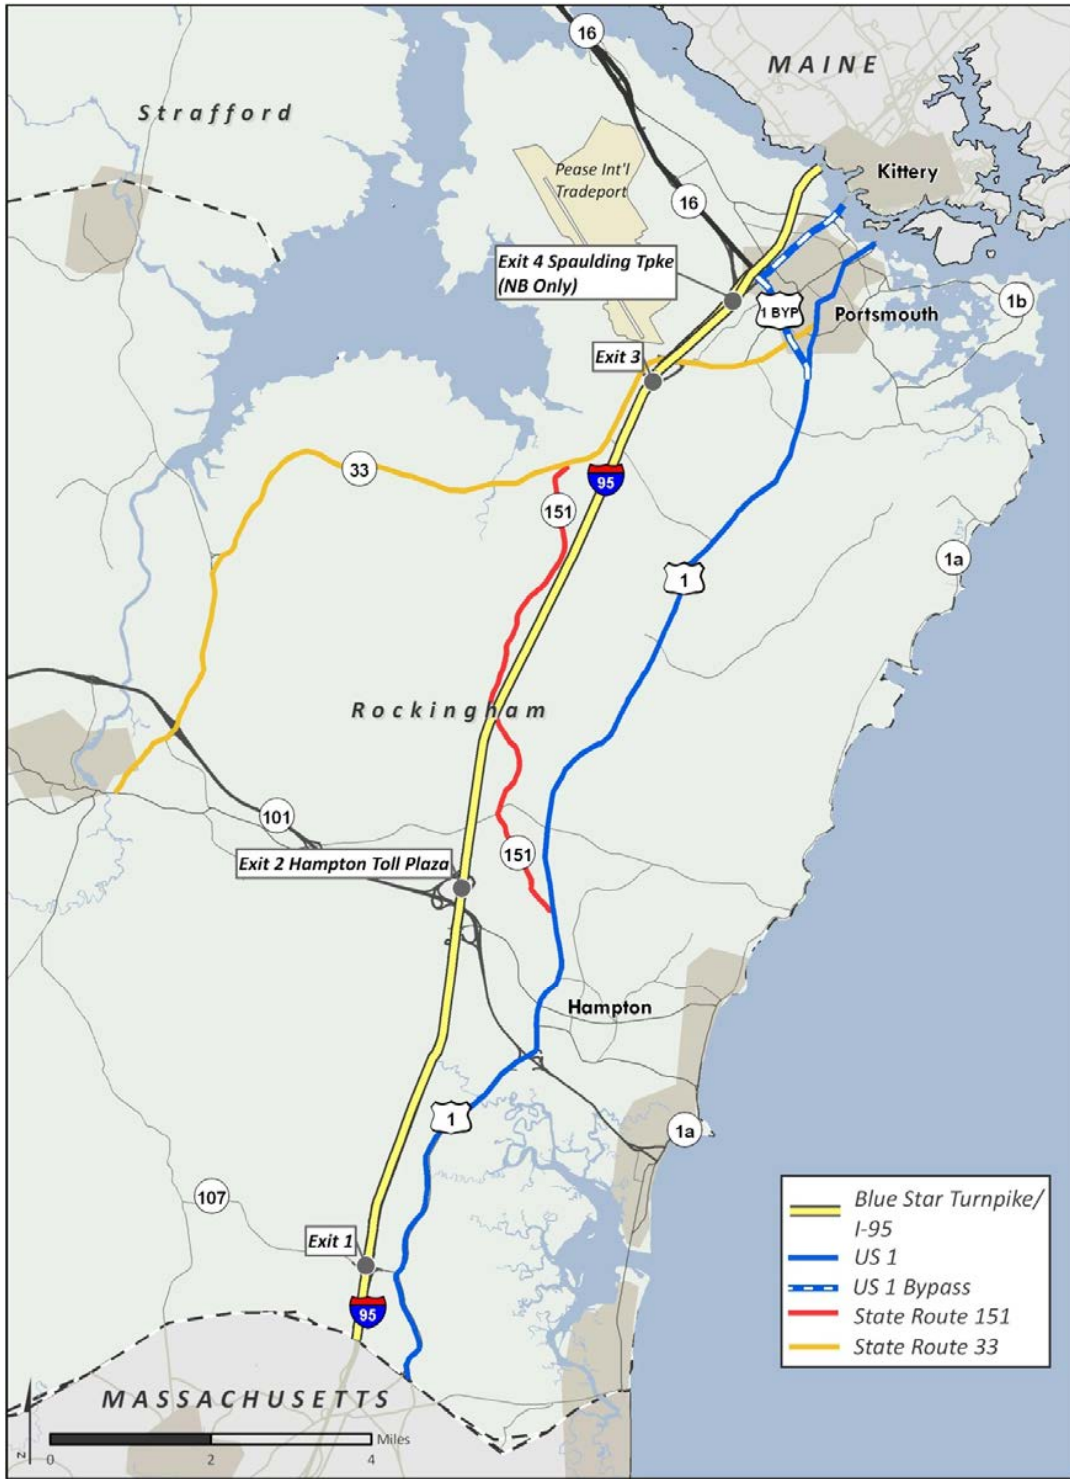 16
MAINE
Strafford
Pease Int'l
Tradeport
Kittery
16
Exit 4 Spaulding Tpke
(NB Only)
1b
1 BYP
Portsmouth
Exit 3
33
95
151
1a
1
Rockingham
101
151
Exit 2 Hampton Toll Plaza
Hampton
1
1a
107
Exit 1
95
Blue Star Turnpike/
I-95
US 1
US 1 Bypass
State Route 151
State Route 33
MASSACHUSETTS
Miles
0
2
4
N